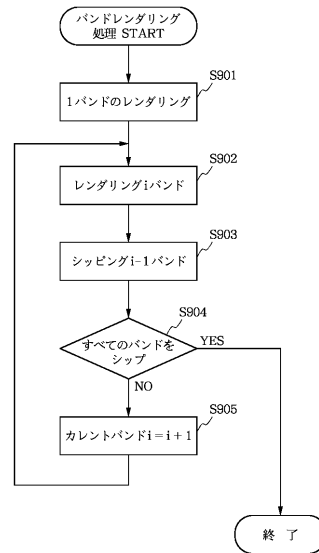 バンドレンダリング
処理 START
S901
1バンドのレンダリング
S902
レンダリングiバンド
S903
シッピングi-1バンド
S904
すべてのバンドを
シップ
YES
NO
S905
カレントバンドi＝i＋1
終 了